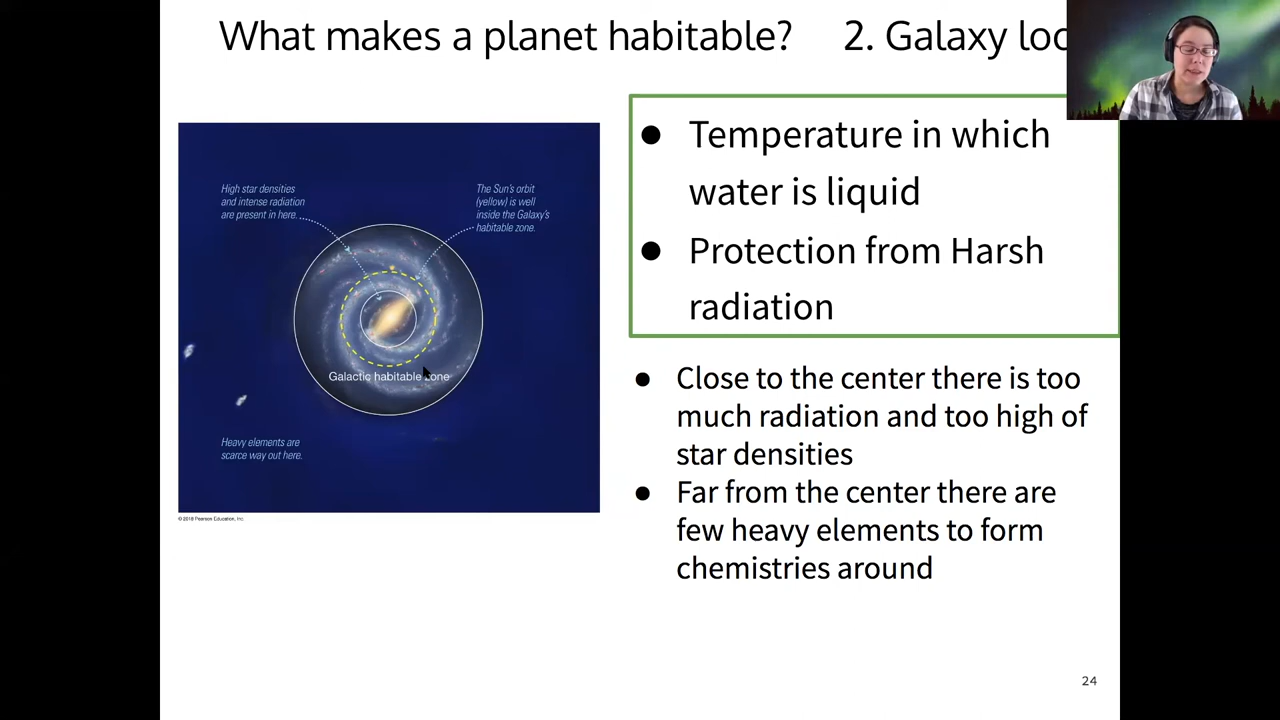 What makes a planet habitable? 2. Galaxy loc
High star densities
and intense radiation
are present in here.
The Sun's orbit
(yellow) is well
inside the Galaxy's
habitable zone.
Galactic habitable zone
Heavy elements are
scarce way out here.
© 2018 Pearson Education, Inc.
● Temperature in which
water is liquid
● Protection from Harsh
radiation
● Close to the center there is too
much radiation and too high of
star densities
● Far from the center there are
few heavy elements to form
chemistries around
24